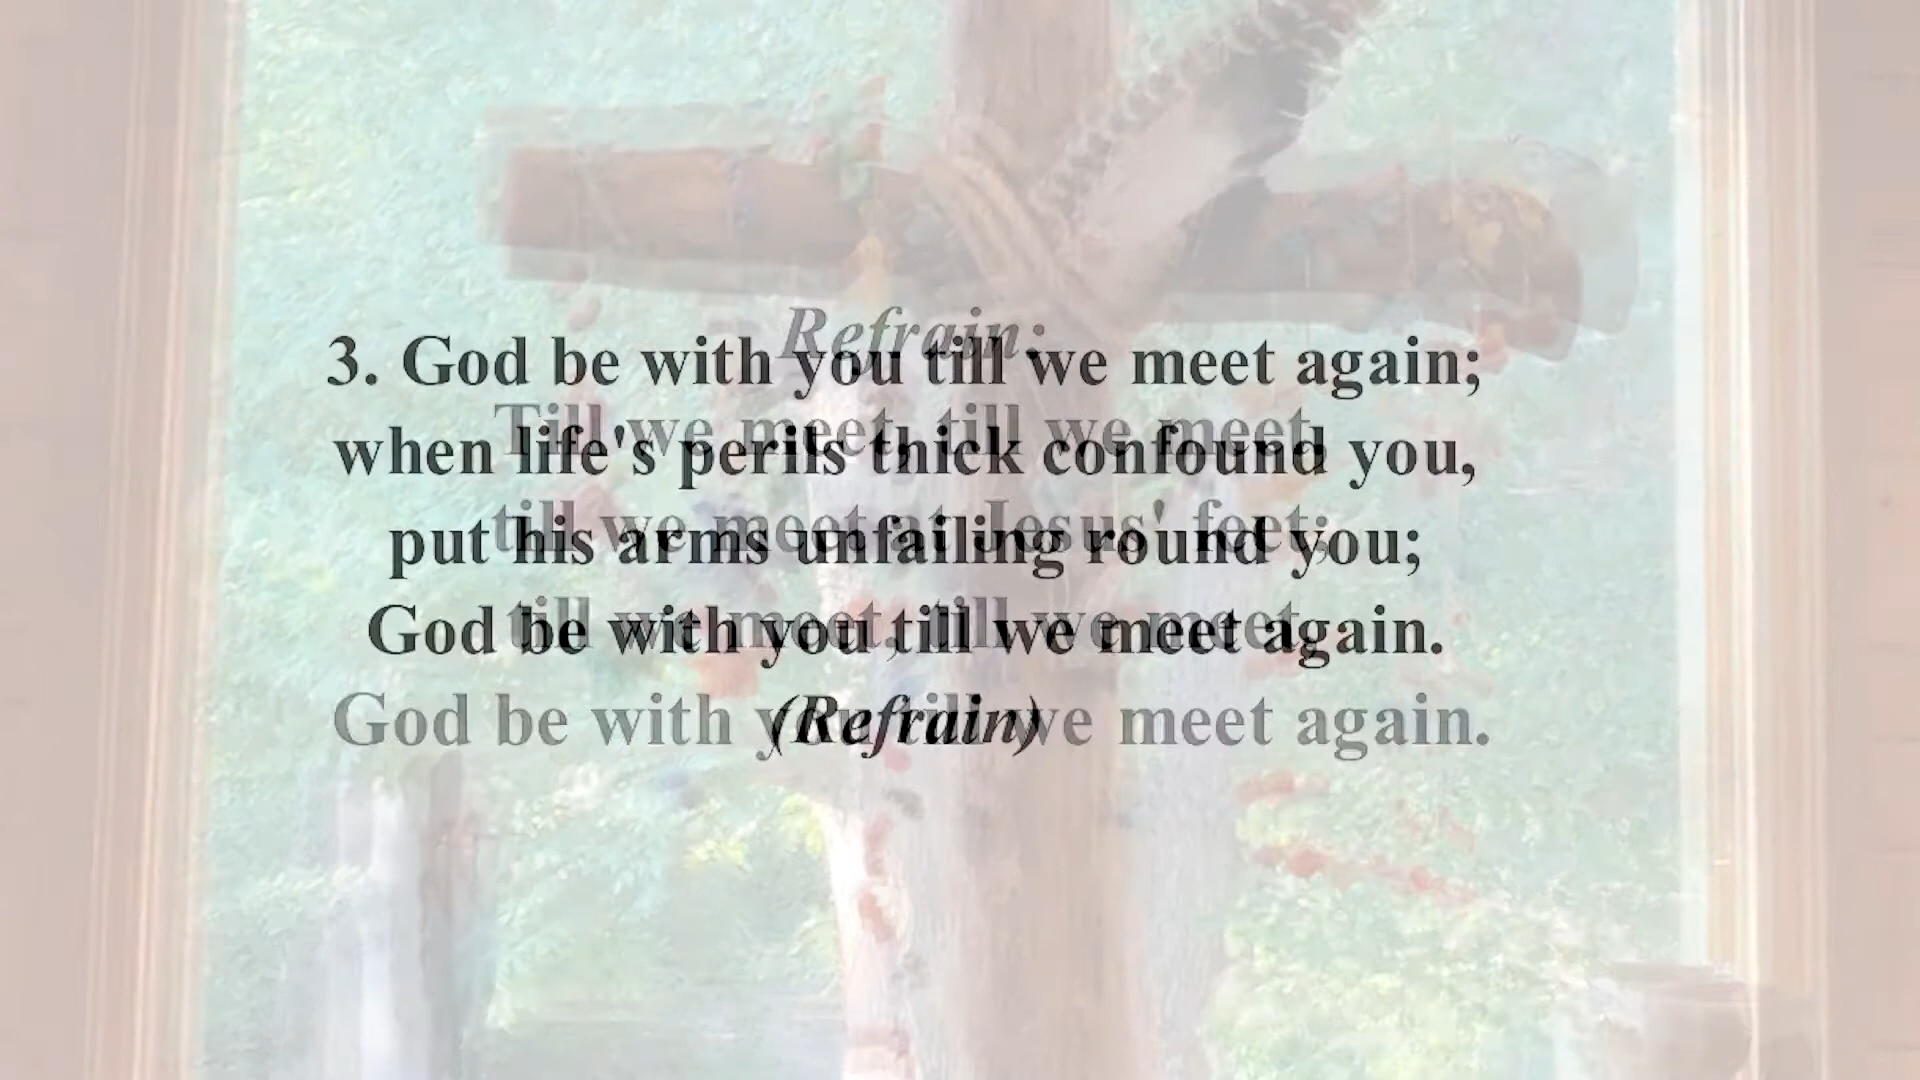 Refrain:
3. God be with you till we meet again;
Till we meet, till we meet,
when life's perils thick confound you,
till we meet at Jesus' feet;
put his arms unfailing round you;
till we meet, till we meet,
God be with you till we meet again.
God be with you till we meet again.
(Refrain)